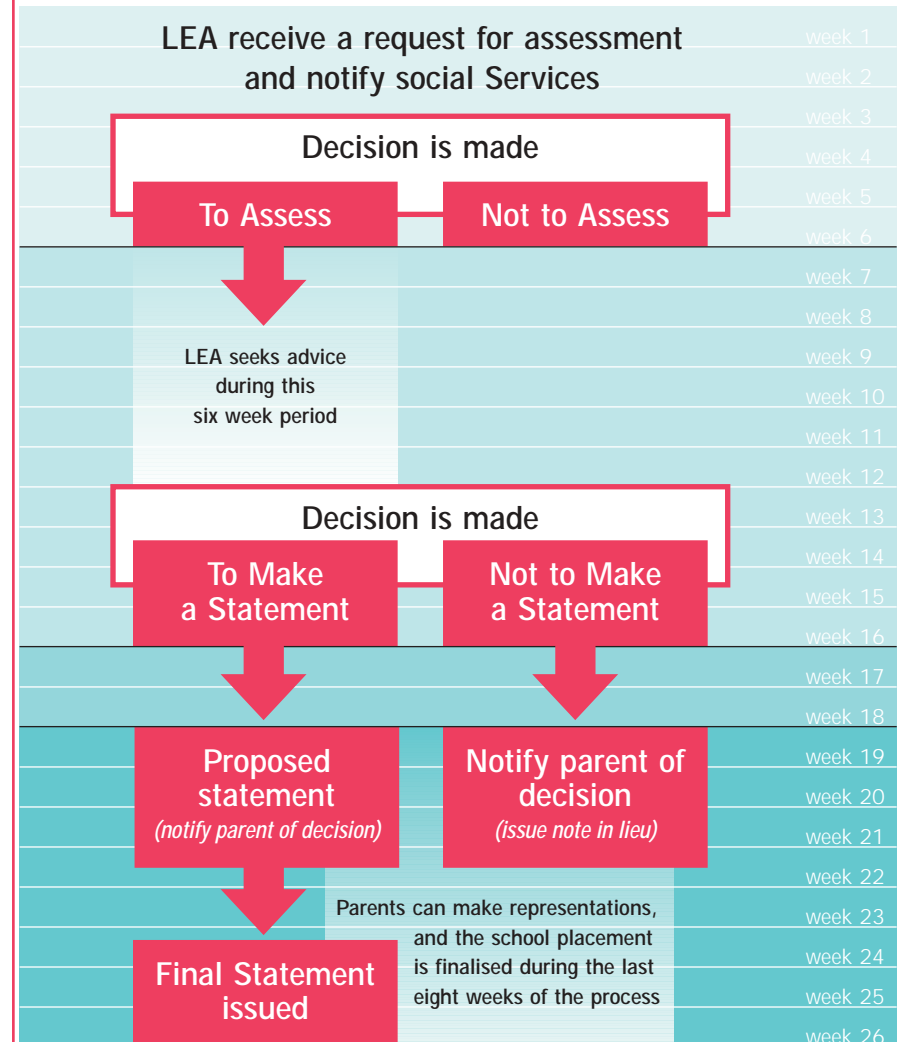 LEA receive a request for assessment
and notify social Services
week 1
week 2
week 3
Decision is made
week 4
To Assess
Not to Assess
week 5
week 6
week 7
week 8
LEA seeks advice
during this
six week period
week 9
week 10
week 11
week 12
Decision is made
week 13
To Make
a Statement
Not to Make
a Statement
week 14
week 15
week 16
week 17
week 18
Proposed
statement
(notify parent of decision)
Notify parent of
decision
(issue note in lieu)
week 19
week 20
week 21
week 22
Parents can make representations,
and the school placement
is finalised during the last
eight weeks of the process
week 23
Final Statement
issued
week 24
week 25
week 26